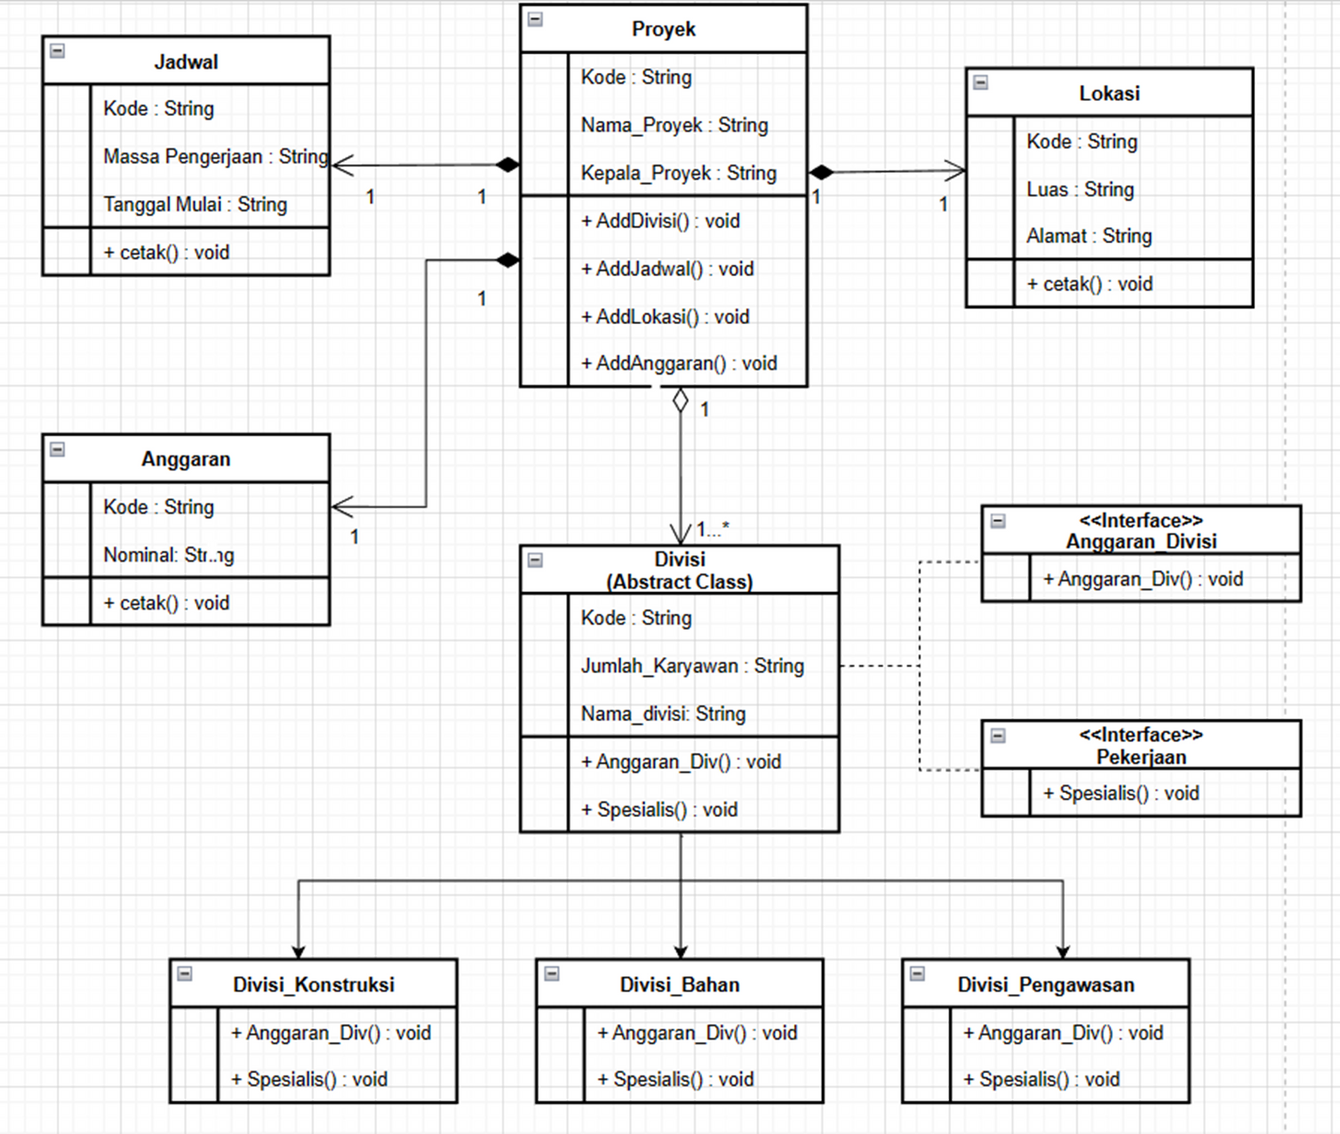 Proyek
Kode : String
Nama_Proyek : String
Kepala_Proyek : String
+ AddDivisi() : void
+ AddJadwal() : void
+ AddLokasi() : void
+ AddAnggaran() : void
Jadwal
Kode : String
Massa Pengerjaan : String
Tanggal Mulai : String
+ cetak() : void
1
1
Lokasi
Kode : String
Luas : String
Alamat : String
+ cetak() : void
1
1
1
Anggaran
Kode : String
Nominal:
+ cetak() : void
1
1
1...*
Divisi
(Abstract Class)
Kode : String
Jumlah_Karyawan : String
Nama_divisi: String
+ Anggaran_Div() : void
+ Spesialis() : void
<<Interface>>
Anggaran_Divisi
+ Anggaran_Div() : void
<<Interface>>
Pekerjaan
+ Spesialis() : void
Divisi_Konstruksi
+ Anggaran_Div() : void
+ Spesialis() : void
Divisi_Bahan
+ Anggaran_Div() : void
+ Spesialis() : void
Divisi_Pengawasan
+ Anggaran_Div() : void
+ Spesialis() : void